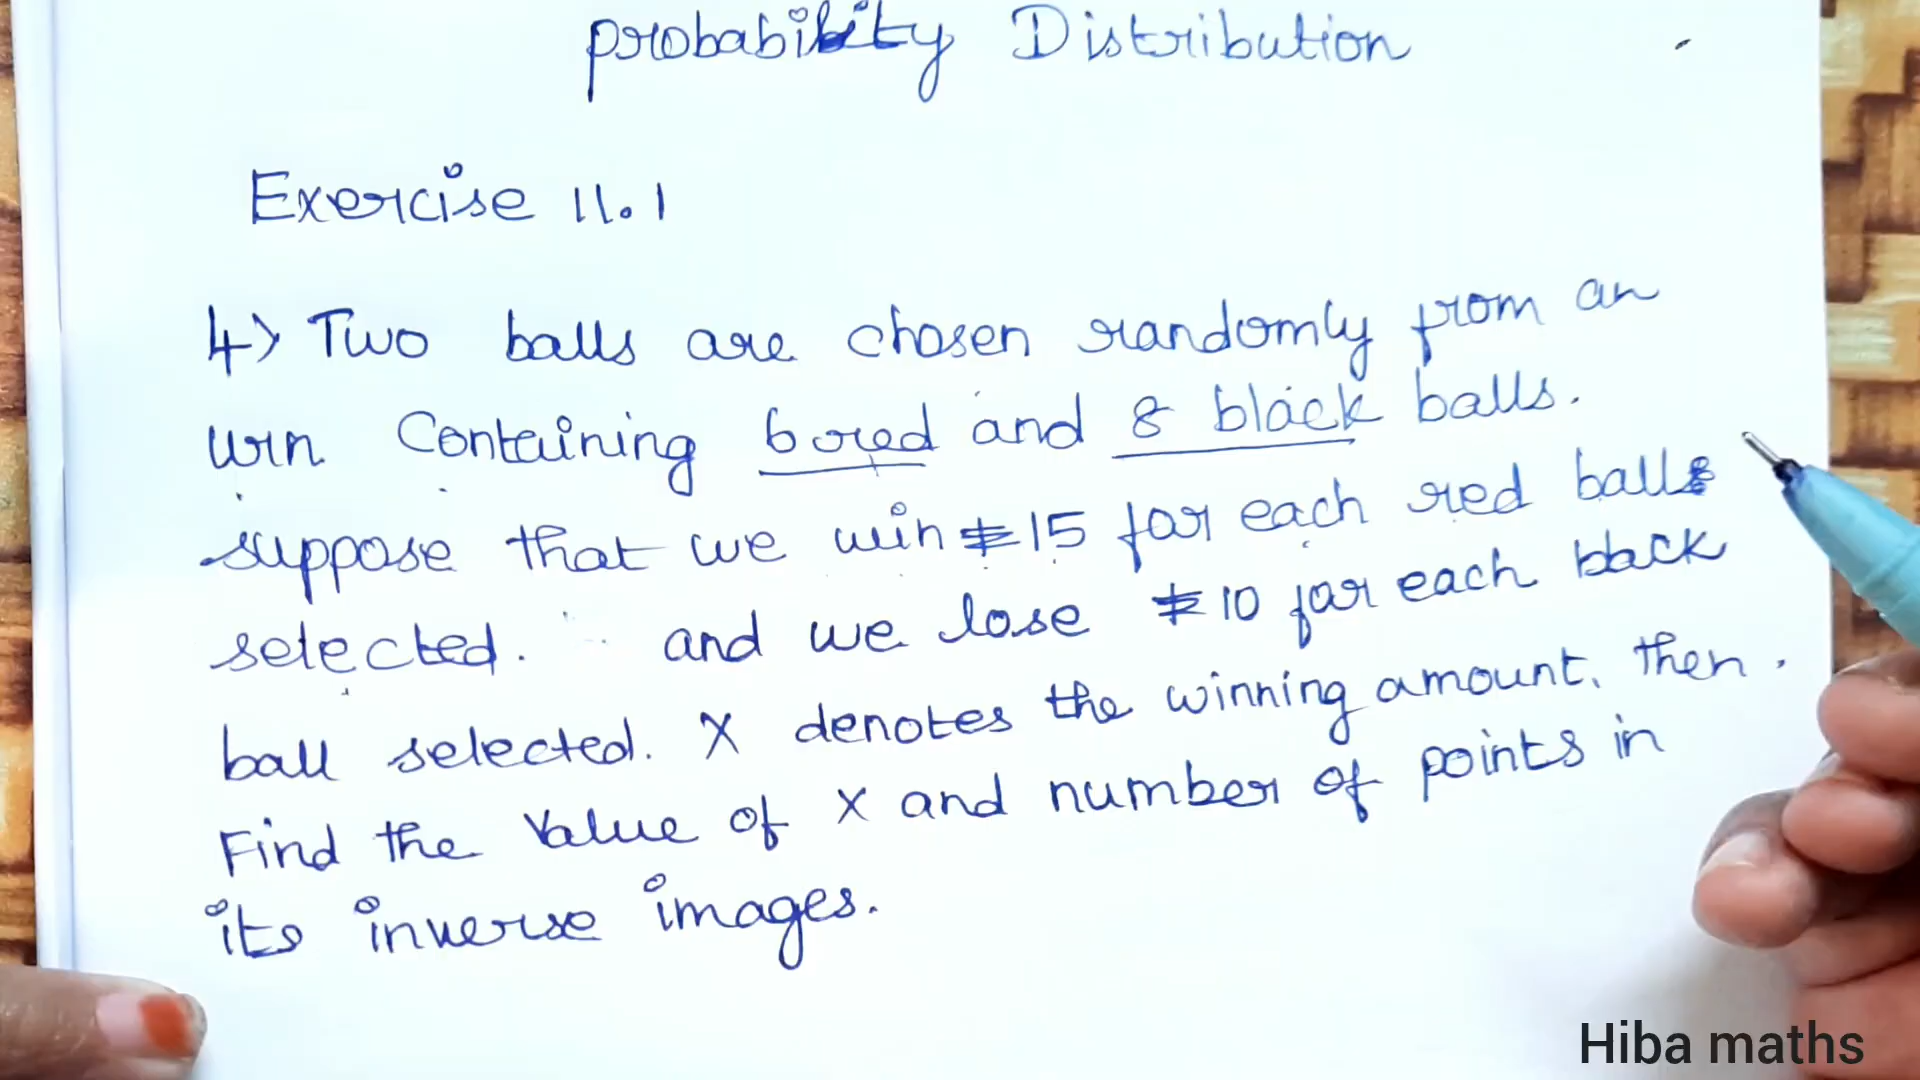 probability Distribution
Exercise 11.1
4) Two balls are chosen randomly from an
urn containing 6 red and 8 black balls.
suppose that we win ₹15 for each red balls
selected. and we lose ₹10 for each black
ball selected. X denotes the winning amount. then
Find the value of X and number of points in
its inverse images.
Hiba maths